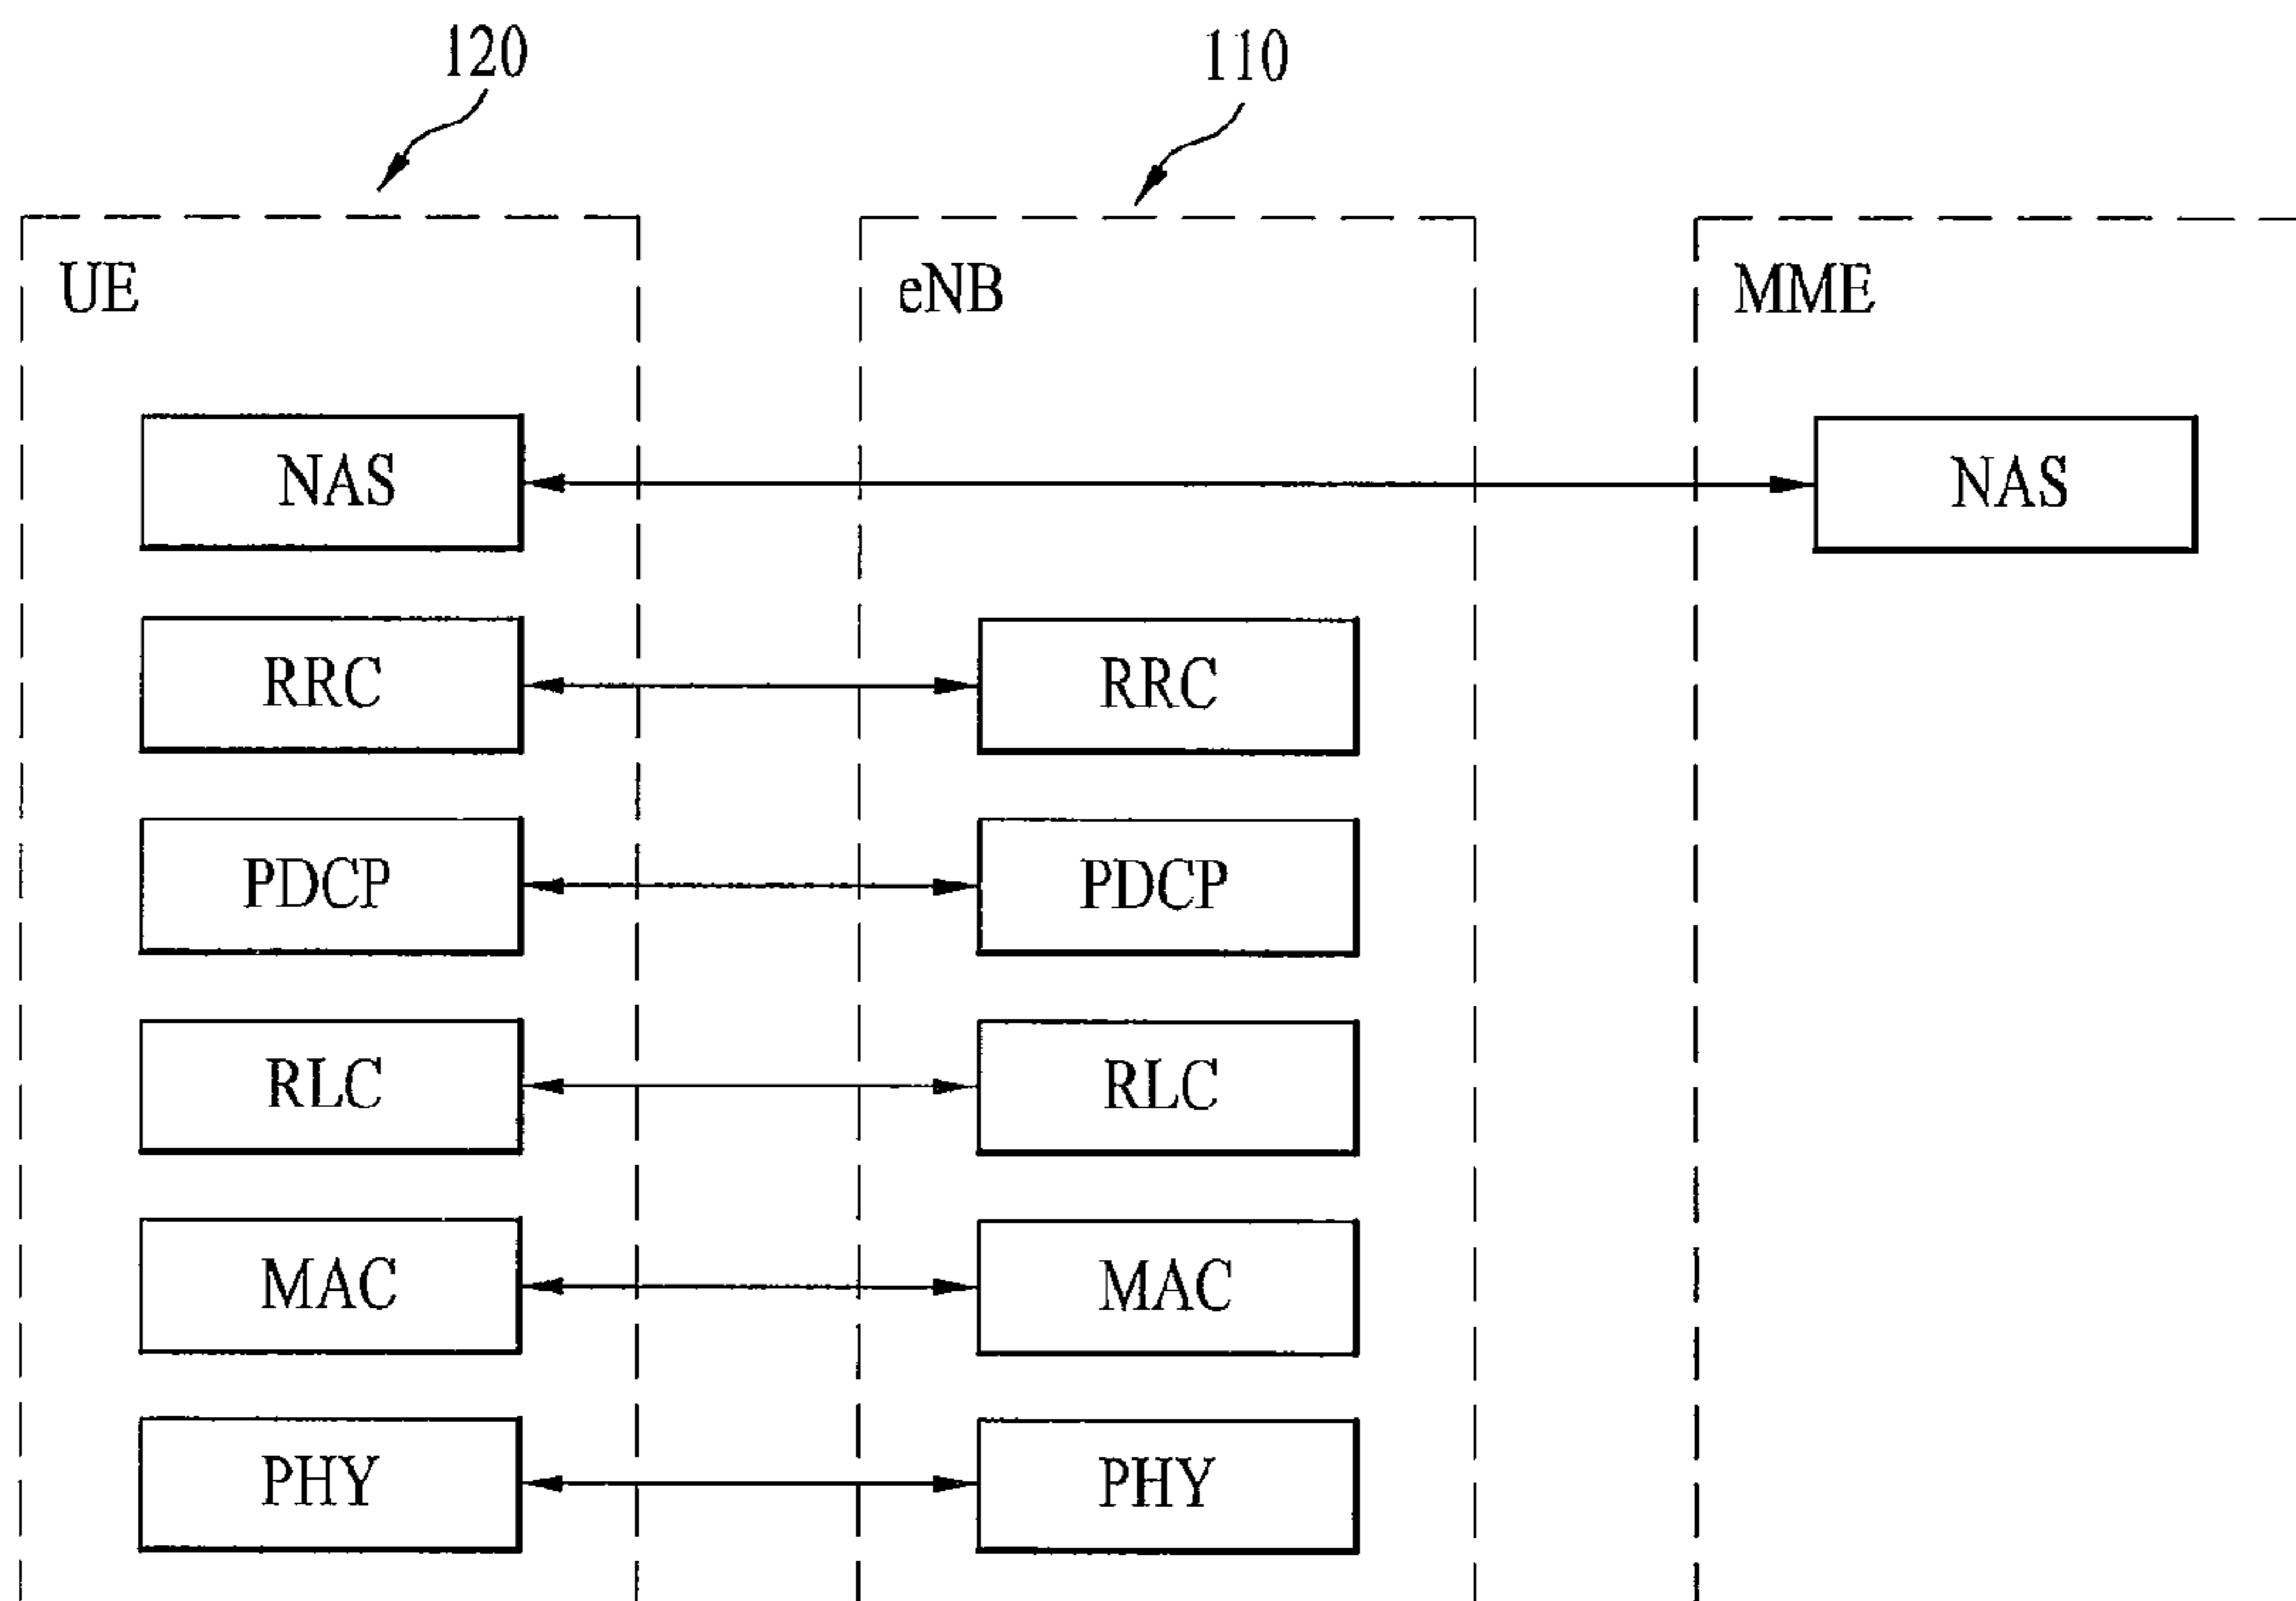 120
110
UE
eNB
MME
NAS
NAS
RRC
RRC
PDCP
PDCP
RLC
RLC
MAC
MAC
PHY
PHY